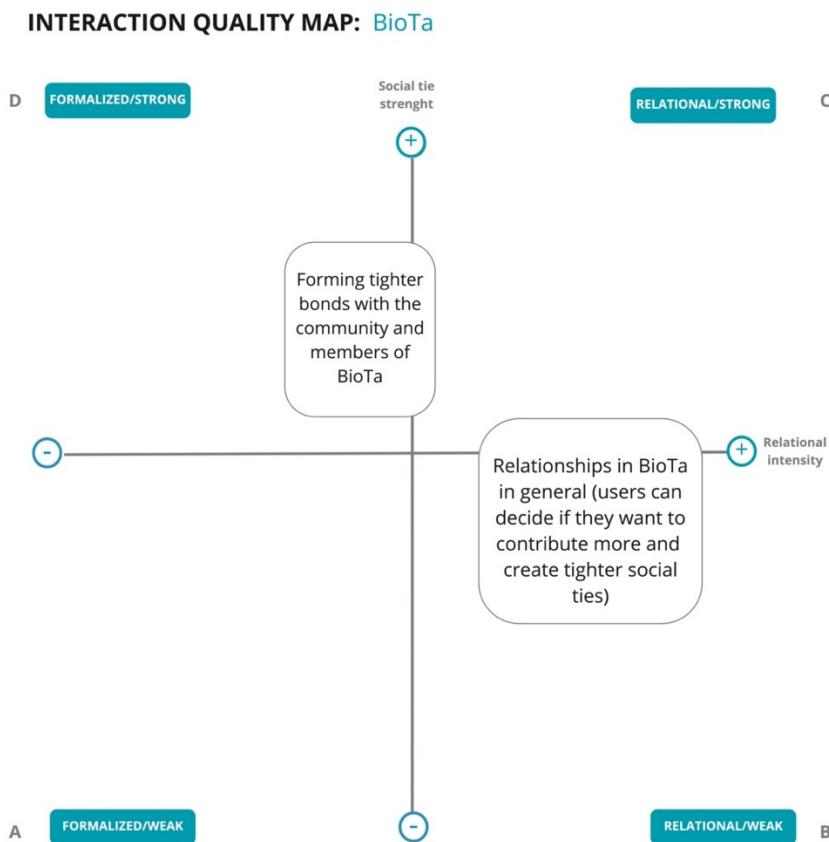 INTERACTION QUALITY MAP: BioTa
D
FORMALIZED/STRONG
Social tie
strenght
RELATIONAL/STRONG
C
+
Forming tighter
bonds with the
community and
members of
BioTa
-
+
Relational
intensity
Relationships in BioTa
in general (users can
decide if they want to
contribute more and
create tighter social
ties)
A
FORMALIZED/WEAK
-
RELATIONAL/WEAK
B